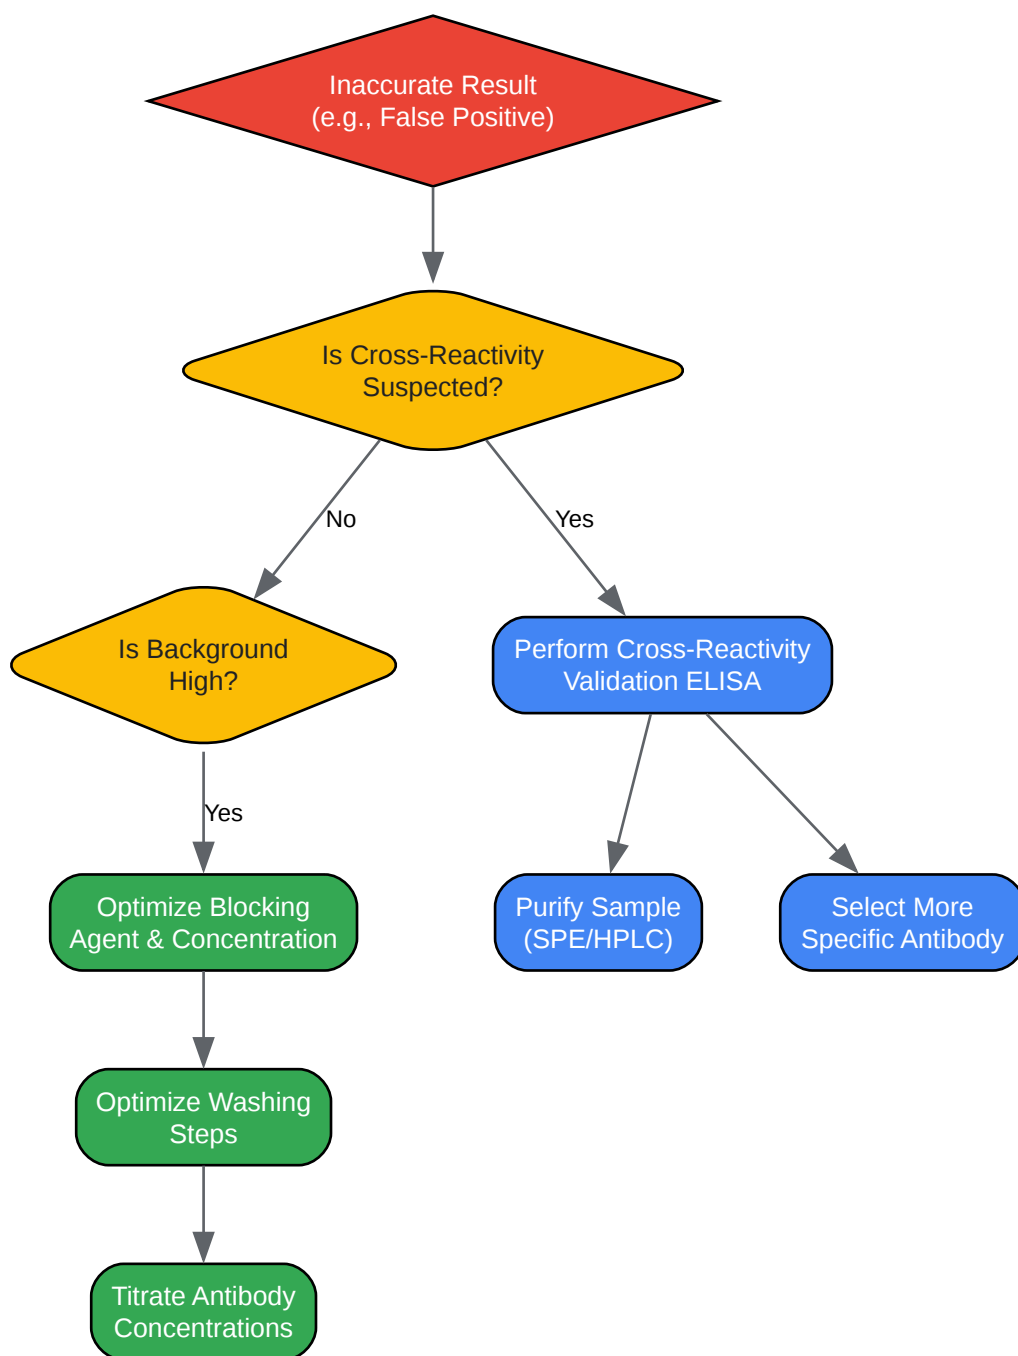 Inaccurate Result
(e.g., False Positive)
Is Cross-Reactivity
Suspected?
No
Yes
Is Background
High?
Perform Cross-Reactivity
Validation ELISA
Yes
Optimize Blocking
Agent & Concentration
Purify Sample
(SPE/HPLC)
Select More
Specific Antibody
Optimize Washing
Steps
Titrate Antibody
Concentrations